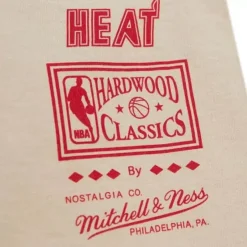 HEAT
HARDWOOD
NBA
CLASSICS
By
NOSTALGIA CO.
Mitchell & Ness
PHILADELPHIA, PA.